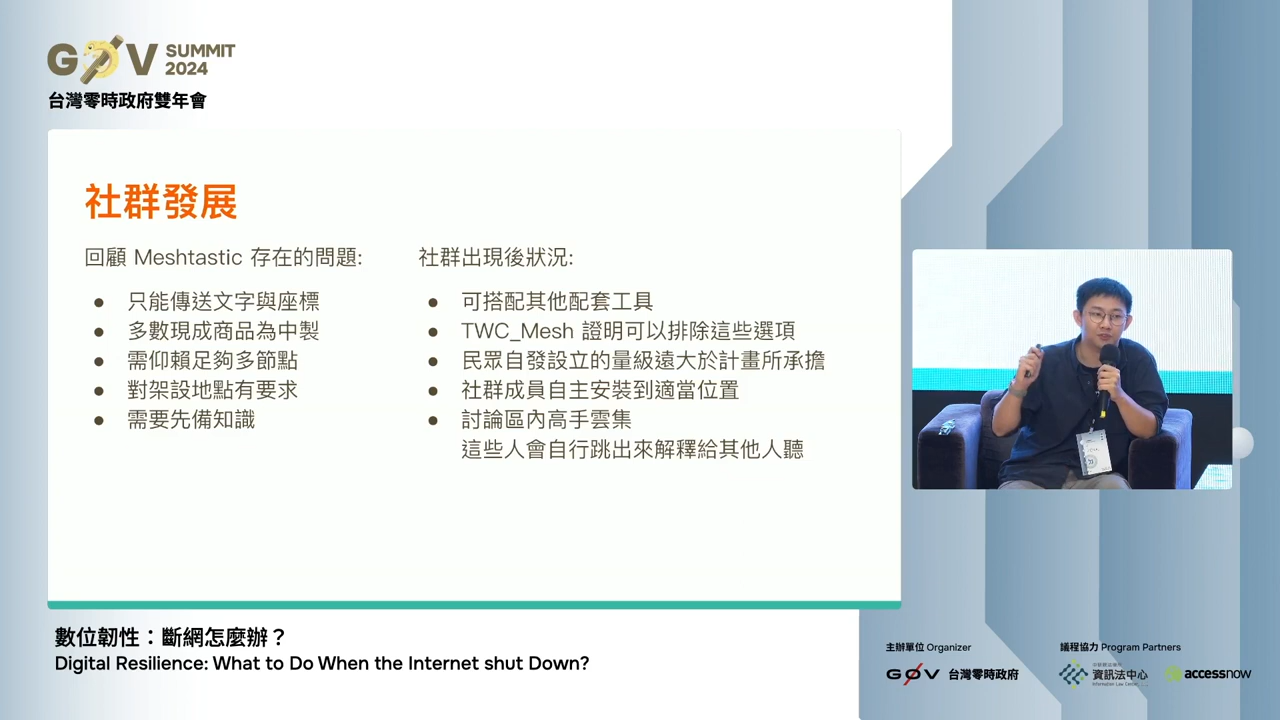 G0V SUMMIT 2024
台灣零時政府雙年會
社群發展
回顧 Meshtastic 存在的問題:
● 只能傳送文字與座標
● 多數現成商品為中製
● 需仰賴足夠多節點
● 對架設地點有要求
● 需要先備知識
社群出現後狀況:
● 可搭配其他配套工具
● TWC_Mesh 證明可以排除這些選項
● 民眾自發設立的量級遠大於計畫所承擔
● 社群成員自主安裝到適當位置
● 討論區內高手雲集
這些人會自行跳出來解釋給其他人聽
數位韌性：斷網怎麼辦？
Digital Resilience: What to Do When the Internet shut Down?
主辦單位 Organizer
G0V 台灣零時政府
議程協力 Program Partners
資訊法中心
Information Law Center
accessnow